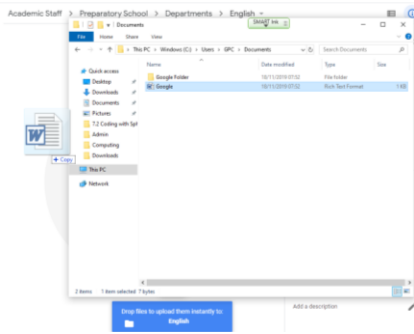 Academic Staff > Preparatory School > Departments > English
SMART Ink
Documents
File Home Share View
This PC > Windows (C:) > Users > GPC > Documents
Search Documents
Name Date modified Type Size
Quick access
Desktop
Downloads
Documents
Pictures
7.2 Coding with Sph
Admin
Computing
Downloads
This PC
Network
Google Folder 10/11/2019 07:52 File folder
Google 10/11/2019 07:52 Rich Text Format 1 KB
W
+ Copy
2 items 1 item selected 7 bytes
Drop files to upload them instantly to:
English
Add a description